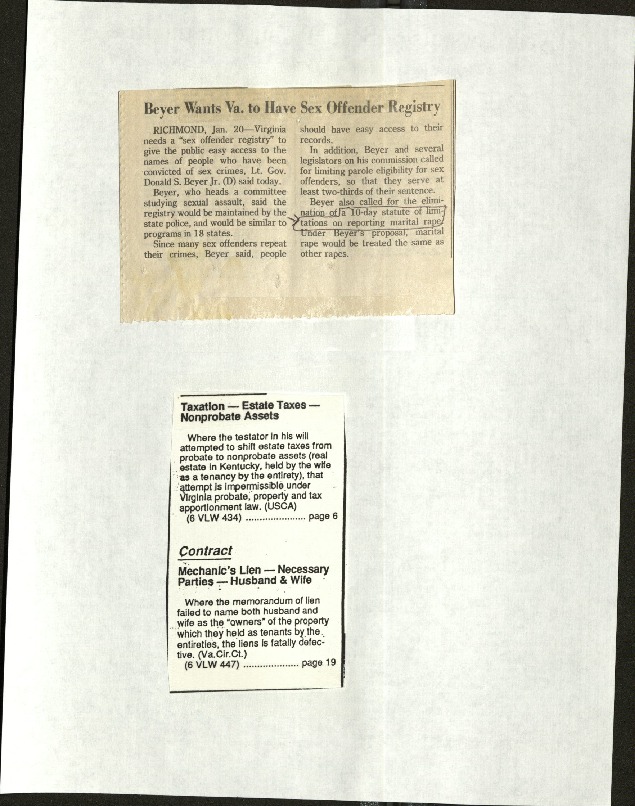 Beyer Wants Va. to Have Sex Offender Registry
RICHMOND, Jan. 20—Virginia
needs a "sex offender registry" to
give the public easy access to the
names of people who have been
convicted of sex crimes, Lt. Gov.
Donald S. Beyer Jr. (D) said today.
Beyer, who heads a committee
studying sexual assault, said the
registry would be maintained by the
state police, and would be similar to
programs in 18 states.
Since many sex offenders repeat
their crimes, Beyer said, people
should have easy access to their
records.
In addition, Beyer and several
legislators on his commission called
for limiting parole eligibility for sex
offenders, so that they serve at
least two-thirds of their sentence.
Beyer also called for the elimi-
nation of a 10-day statute of limi-
tations on reporting marital rape.
Under Beyer's proposal, marital
rape would be treated the same as
other rapes.
Taxation — Estate Taxes —
Nonprobate Assets
Where the testator in his will
attempted to shift estate taxes from
probate to nonprobate assets (real
estate in Kentucky, held by the wife
as a tenancy by the entirety), that
attempt is impermissible under
Virginia probate, property and tax
apportionment law. (USCA)
(6 VLW 434) ...................... page 6
Contract
Mechanic's Lien — Necessary
Parties — Husband & Wife
Where the memorandum of lien
failed to name both husband and
wife as the "owners" of the property
which they held as tenants by the
entireties, the liens is fatally defec-
tive. (Va.Cir.Ct.)
(6 VLW 447) .................... page 19